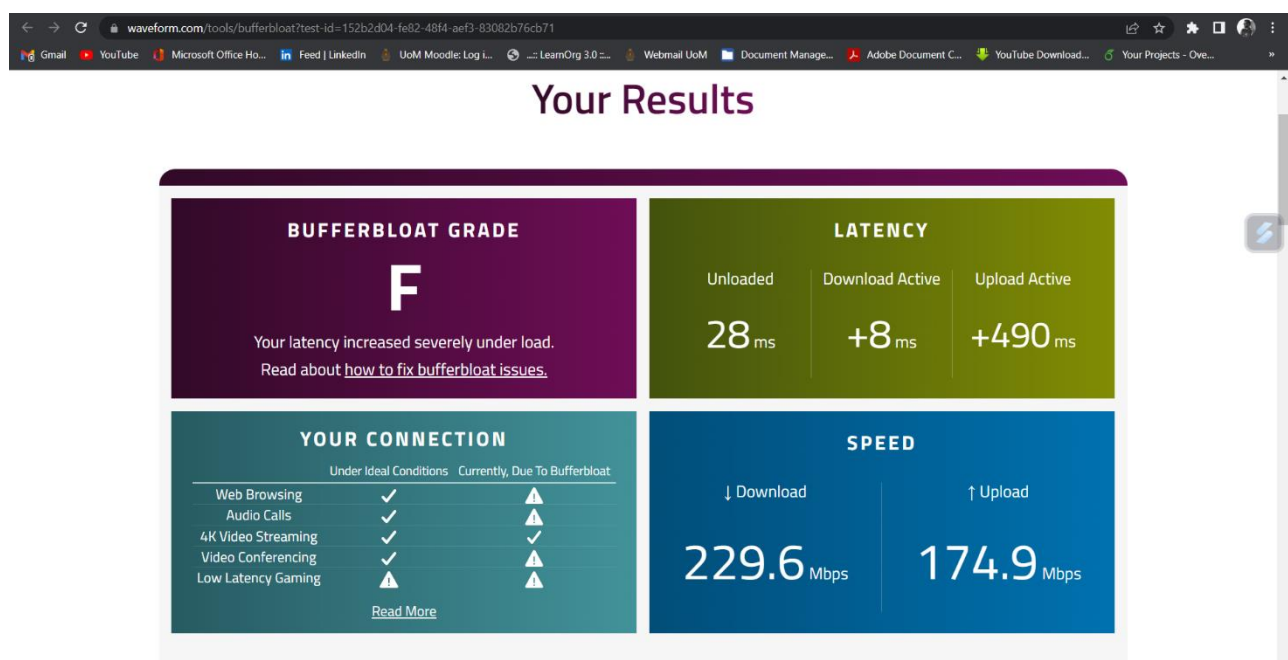 waveform.com/tools/bufferbloat?test-id=152b2d04-fe82-48f4-aef3-83082b76cb71
Gmail YouTube Microsoft Office Ho... Feed | LinkedIn UoM Moodle: Log i... ..:: LearnOrg 3.0 ::... Webmail UoM Document Manage... Adobe Document C... YouTube Download... Your Projects - Ove... »
Your Results
BUFFERBLOAT GRADE
F
Your latency increased severely under load.
Read about how to fix bufferbloat issues.
LATENCY
Unloaded Download Active Upload Active
28 ms +8 ms +490 ms
YOUR CONNECTION
Under Ideal Conditions Currently, Due To Bufferbloat
Web Browsing
Audio Calls
4K Video Streaming
Video Conferencing
Low Latency Gaming
Read More
SPEED
↓ Download ↑ Upload
229.6 Mbps 174.9 Mbps